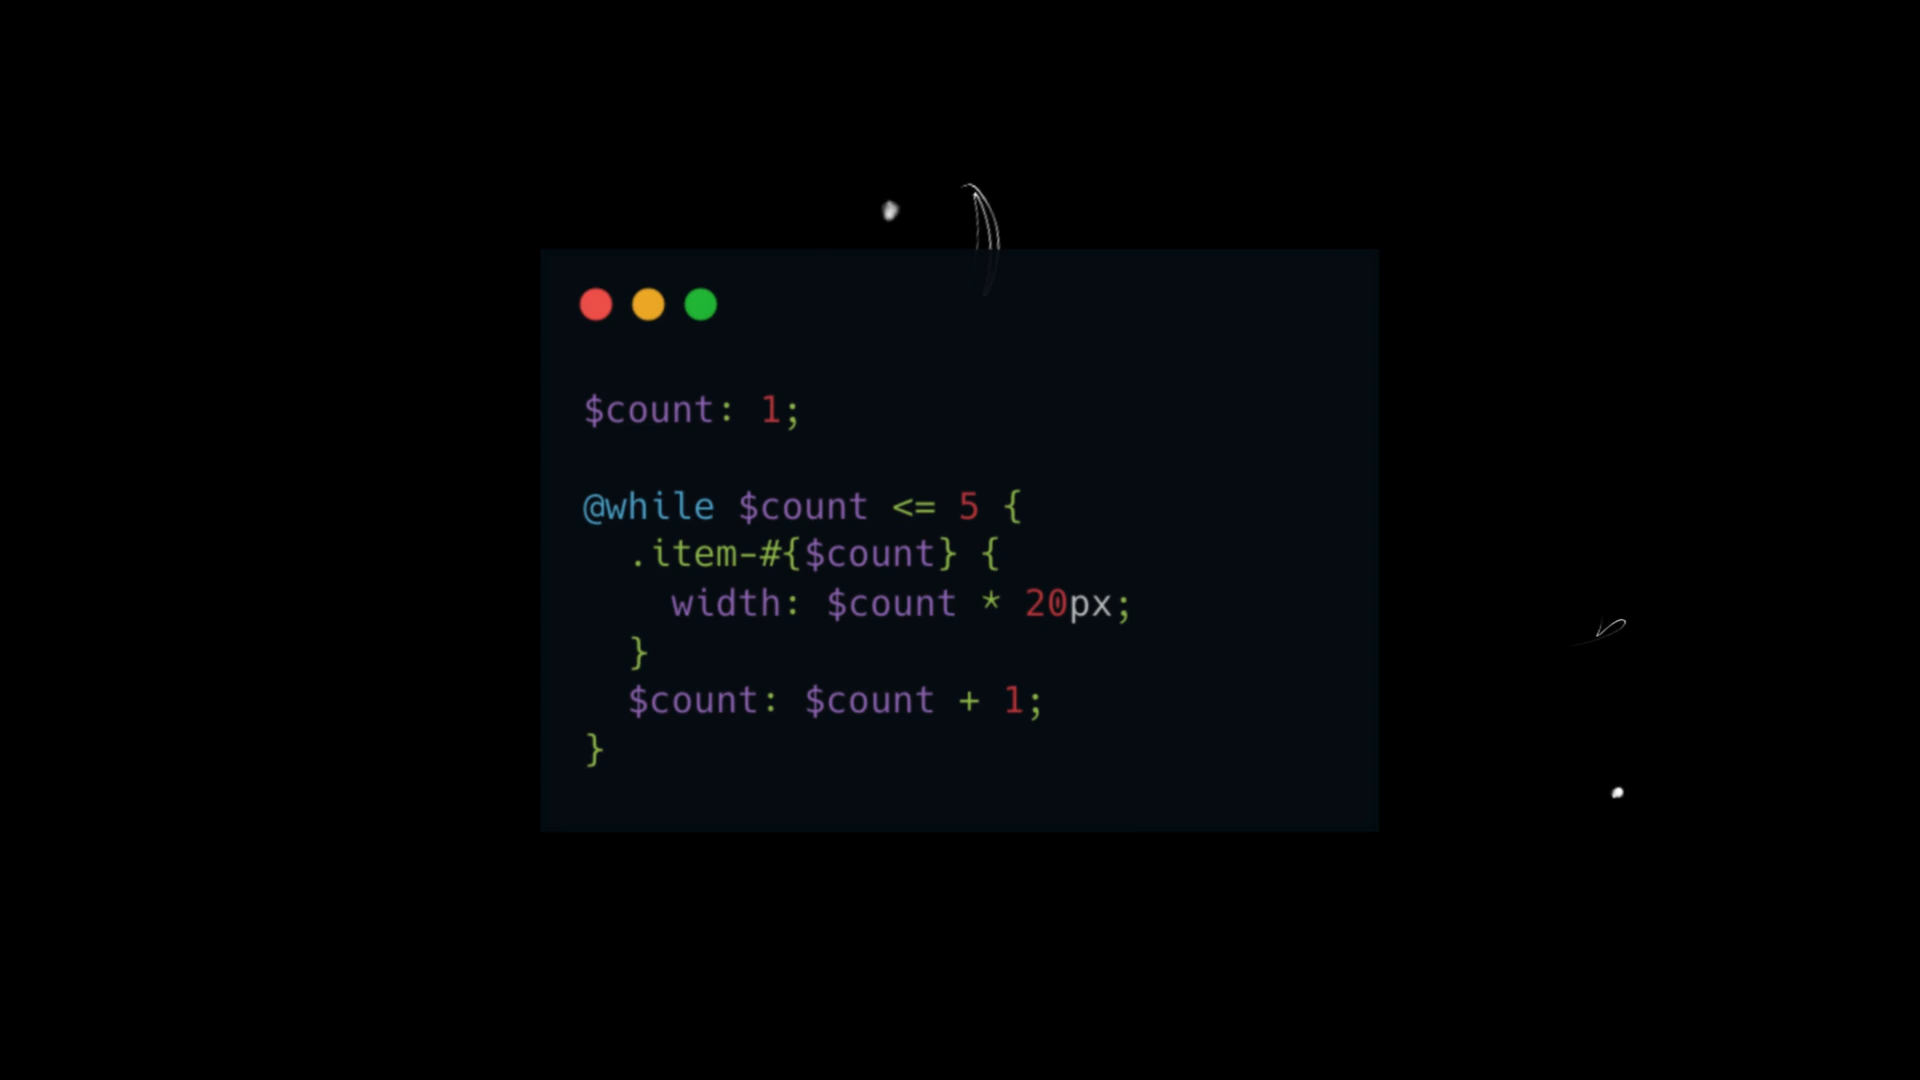 $count: 1;
@while $count <= 5 {
  .item-#{$count} {
    width: $count * 20px;
  }
  $count: $count + 1;
}